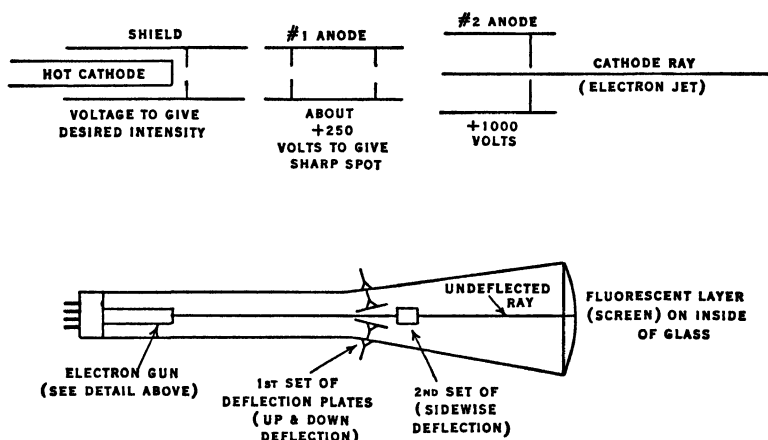 SHIELD
#1 ANODE
#2 ANODE
HOT CATHODE
CATHODE RAY
(ELECTRON JET)
VOLTAGE TO GIVE
DESIRED INTENSITY
ABOUT
+250
VOLTS TO GIVE
SHARP SPOT
+1000
VOLTS
UNDEFLECTED
RAY
FLUORESCENT LAYER
(SCREEN) ON INSIDE
OF GLASS
ELECTRON GUN
(SEE DETAIL ABOVE)
1ST SET OF
DEFLECTION PLATES
(UP & DOWN
DEFLECTION)
2ND SET OF
(SIDEWISE
DEFLECTION)